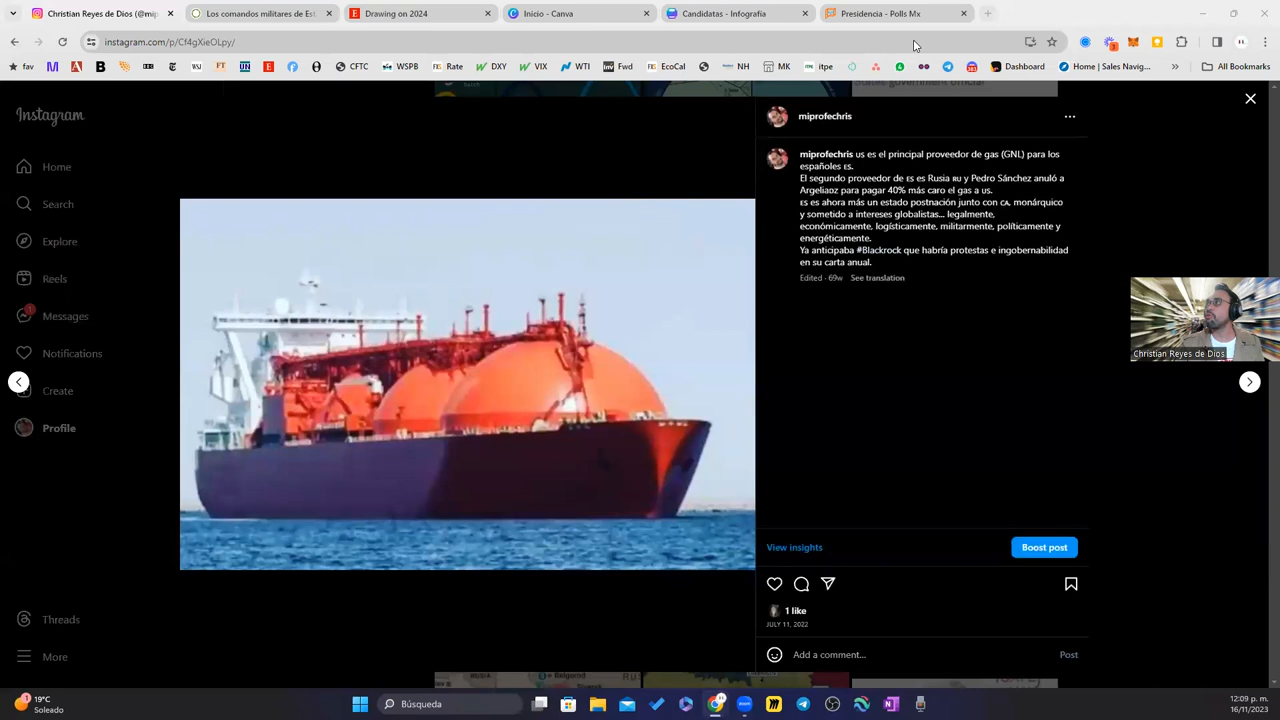 Christian Reyes de Dios (@mip
Los comandos militares de Est
Drawing on 2024
Inicio - Canva
Candidatas - Infografía
Presidencia - Polls Mx
instagram.com/p/Cf4gXieOLpy/
fav
CFTC
WSPB
Rate
DXY
VIX
WTI
Fwd
EcoCal
NH
MK
itpe
Dashboard
Home | Sales Navig...
All Bookmarks
Instagram
Home
Search
Explore
Reels
Messages
Notifications
Create
Profile
Threads
More
miprofechris
miprofechris us es el principal proveedor de gas (GNL) para los
españoles ES.
El segundo proveedor de ES es Rusia RU y Pedro Sánchez anuló a
ArgeliaDZ para pagar 40% más caro el gas a US.
ES es ahora más un estado postnación junto con CA, monárquico
y sometido a intereses globalistas... legalmente,
económicamente, logísticamente, militarmente, políticamente y
energéticamente.
Ya anticipaba #Blackrock que habría protestas e ingobernabilidad
en su carta anual.
Edited · 69w See translation
Christian Reyes de Dios
View insights
Boost post
1 like
JULY 11, 2022
Add a comment...
Post
19°C
Soleado
Búsqueda
12:09 p. m.
16/11/2023